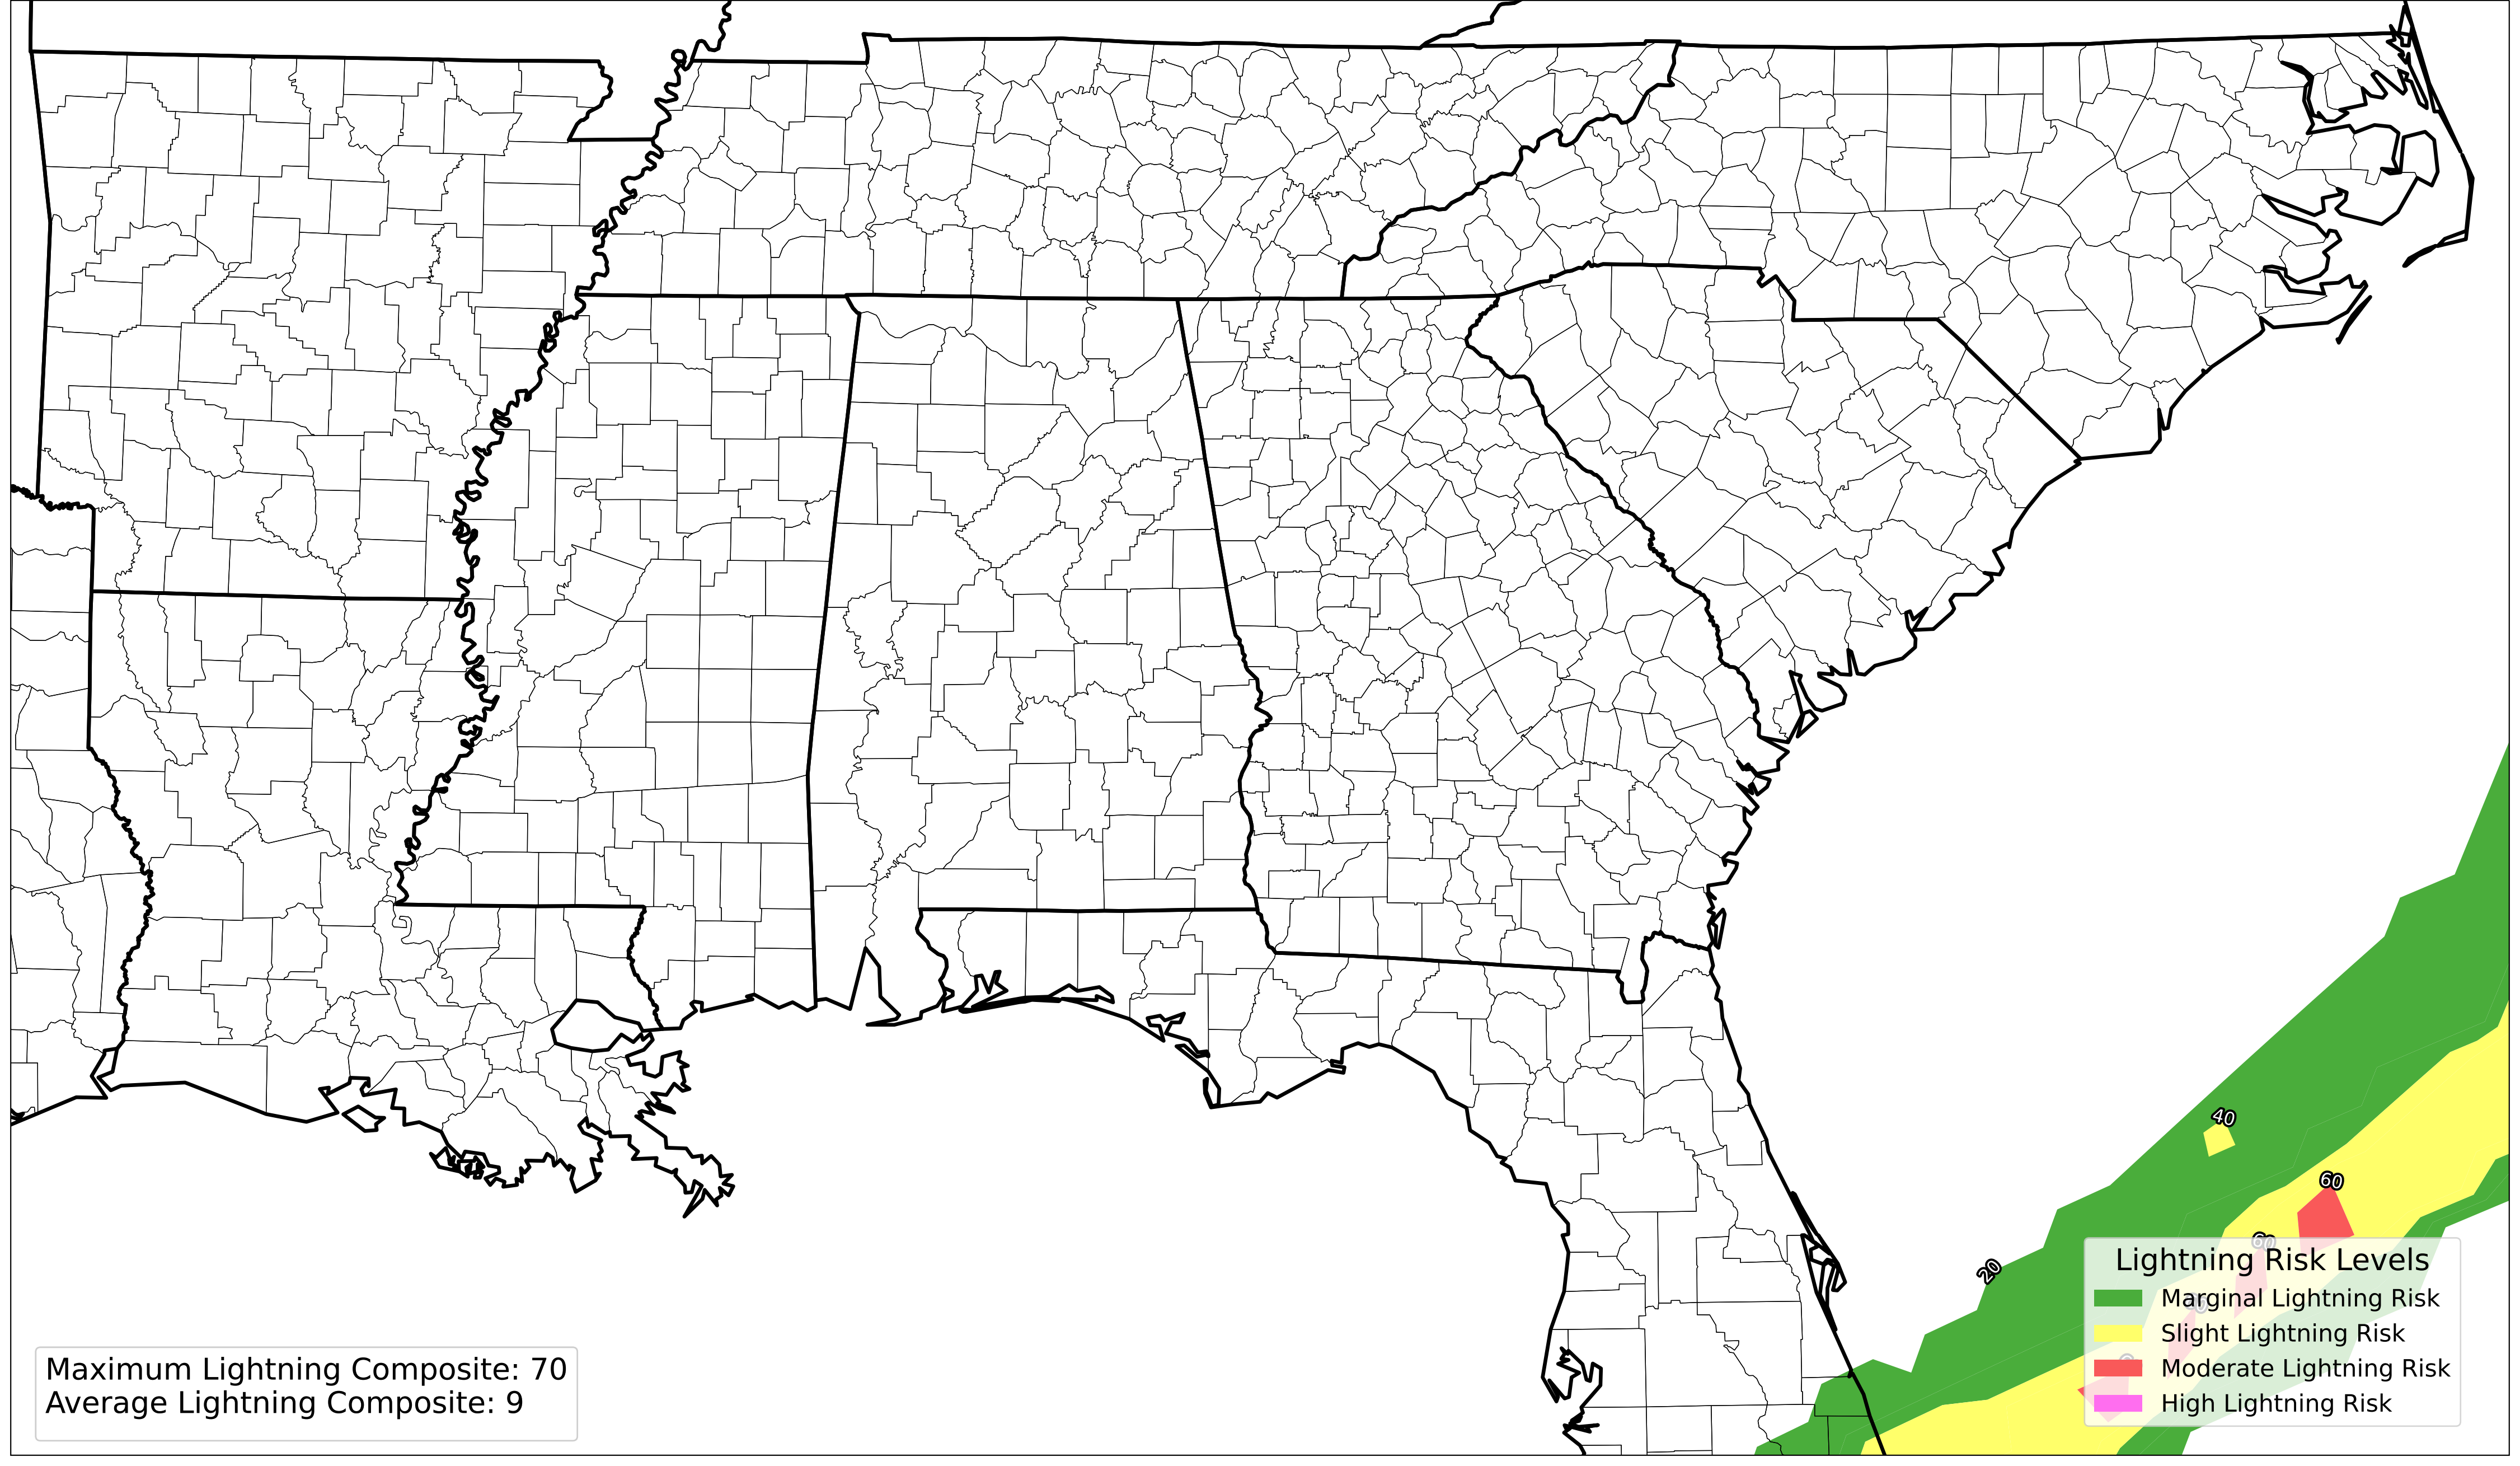 40
60
60
20
Lightning Risk Levels
Marginal Lightning Risk
Slight Lightning Risk
Moderate Lightning Risk
High Lightning Risk
Maximum Lightning Composite: 70
Average Lightning Composite: 9